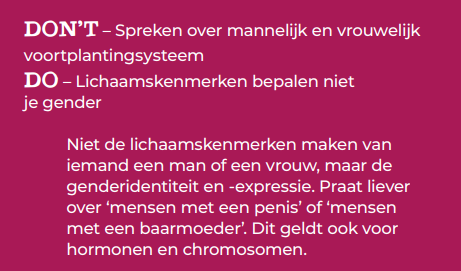 DON'T – Spreken over mannelijk en vrouwelijk
voortplantingsysteem
DO – Lichaamskenmerken bepalen niet
je gender
Niet de lichaamskenmerken maken van
iemand een man of een vrouw, maar de
genderidentiteit en -expressie. Praat liever
over ‘mensen met een penis’ of ‘mensen
met een baarmoeder’. Dit geldt ook voor
hormonen en chromosomen.